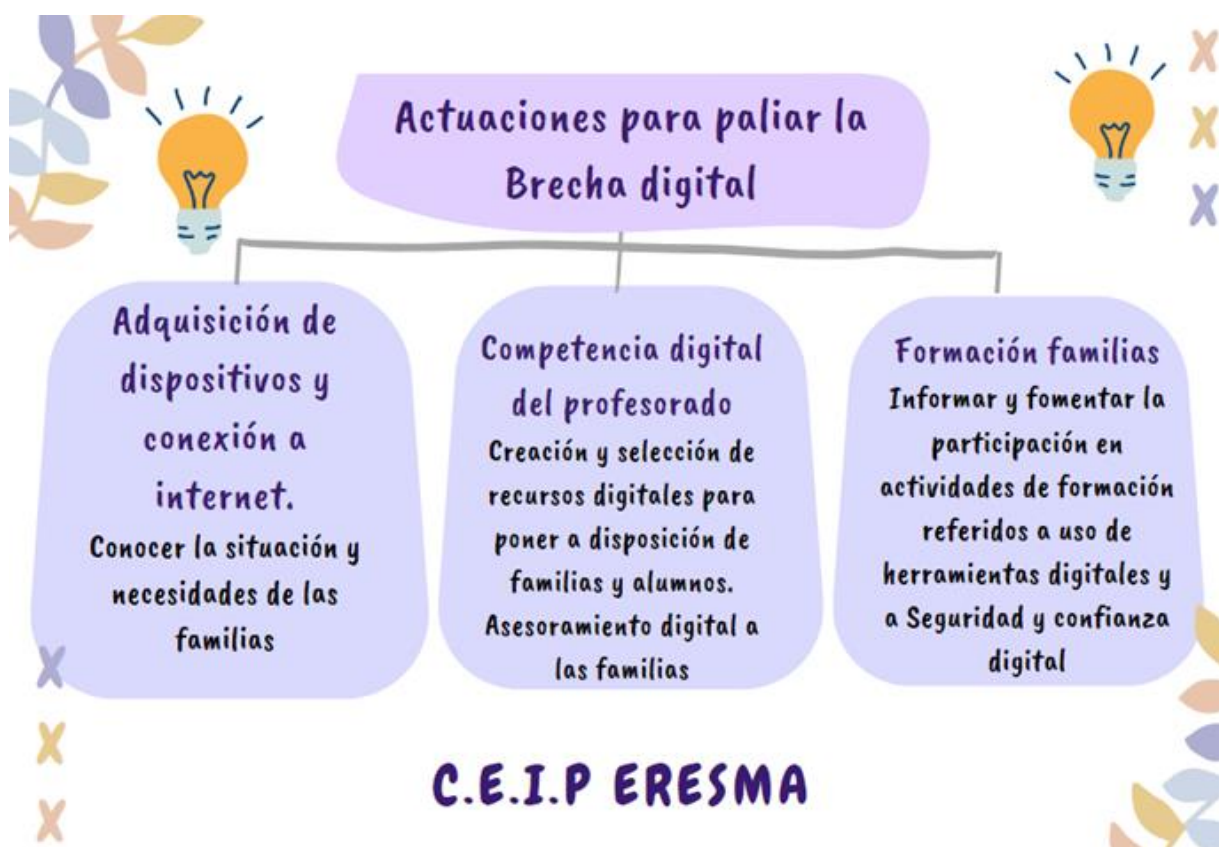 Actuaciones para paliar la
Brecha digital
Adquisición de
dispositivos y
conexión a
internet.
Conocer la situación y
necesidades de las
familias
Competencia digital
del profesorado
Creación y selección de
recursos digitales para
poner a disposición de
familias y alumnos.
Asesoramiento digital a
las familias
Formación familias
Informar y fomentar la
participación en
actividades de formación
referidos a uso de
herramientas digitales y
a Seguridad y confianza
digital
C.E.I.P ERESMA